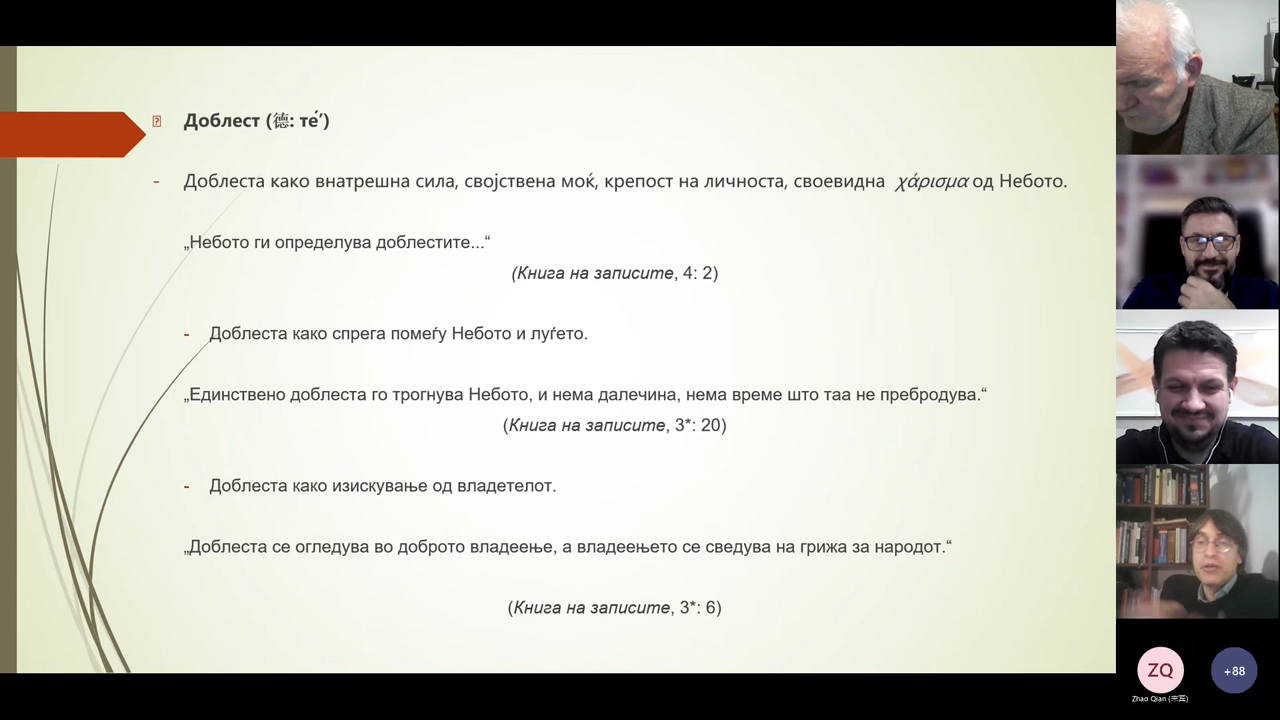 Доблест (德: те́')
- Доблеста како внатрешна сила, својствена моќ, крепост на личноста, своевидна χάρισμα од Небото.
„Небото ги определува доблестите...“
(Книга на записите, 4: 2)
- Доблеста како спрега помеѓу Небото и луѓето.
„Единствено доблеста го трогнува Небото, и нема далечина, нема време што таа не пребродува.“
(Книга на записите, 3*: 20)
- Доблеста како изискување од владетелот.
„Доблеста се огледува во доброто владеење, а владеењето се сведува на грижа за народот.“
(Книга на записите, 3*: 6)
ZQ
+88
Zhao Qian